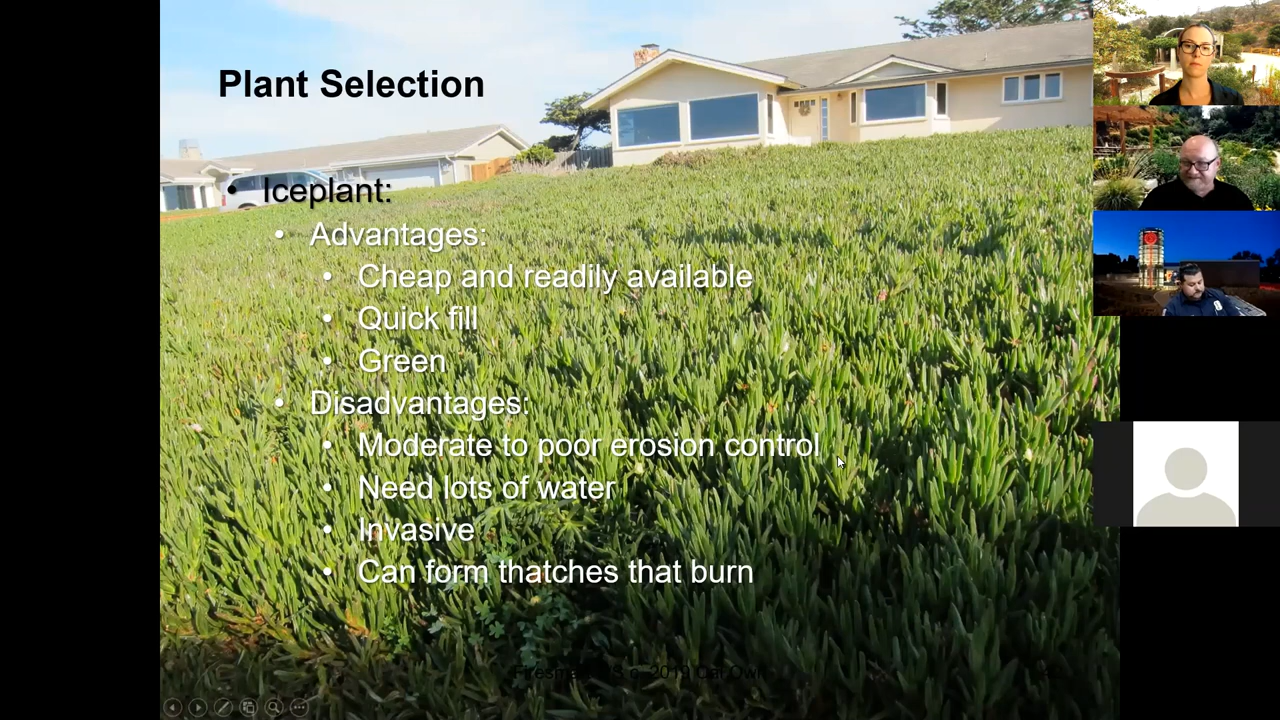 Plant Selection
• Iceplant:
• Advantages:
• Cheap and readily available
• Quick fill
• Green
• Disadvantages:
• Moderate to poor erosion control
• Need lots of water
• Invasive
• Can form thatches that burn
2019